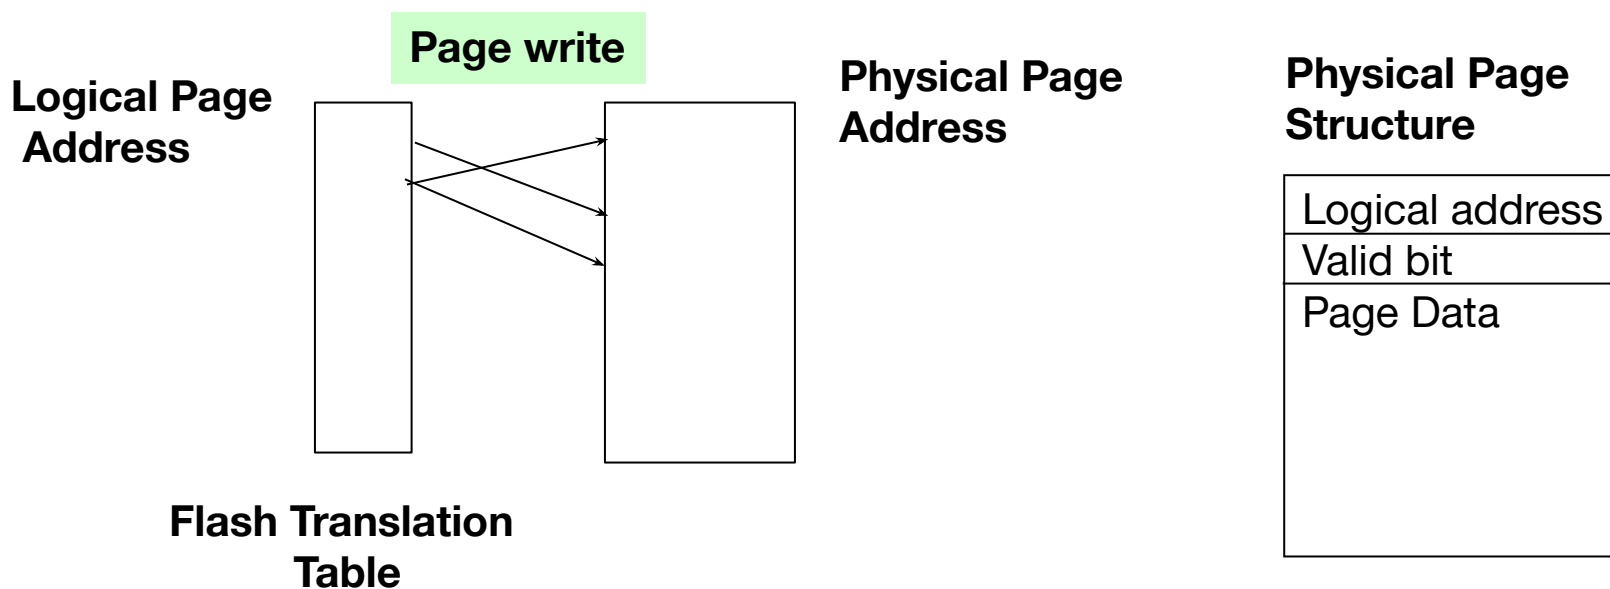 Page write
Logical Page
Address
Physical Page
Address
Physical Page
Structure
Logical address
Valid bit
Page Data
Flash Translation
Table